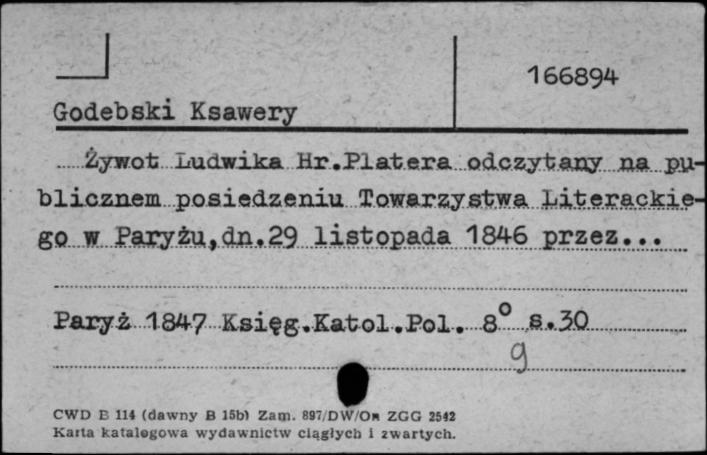 166894
Godebski Ksawery
Żywot Ludwika Hr.Platera odczytany na pu-
blicznem posiedzeniu Towarzystwa Literackie-
go w Paryżu,dn.29 listopada 1846 przez...
Paryż 1847 Księg.Katol.Pol. 8° s.30
g
CWD B 114 (dawny B 15b) Zam. 897/DW/Om ZGG 2542
Karta katalogowa wydawnictw ciągłych i zwartych.